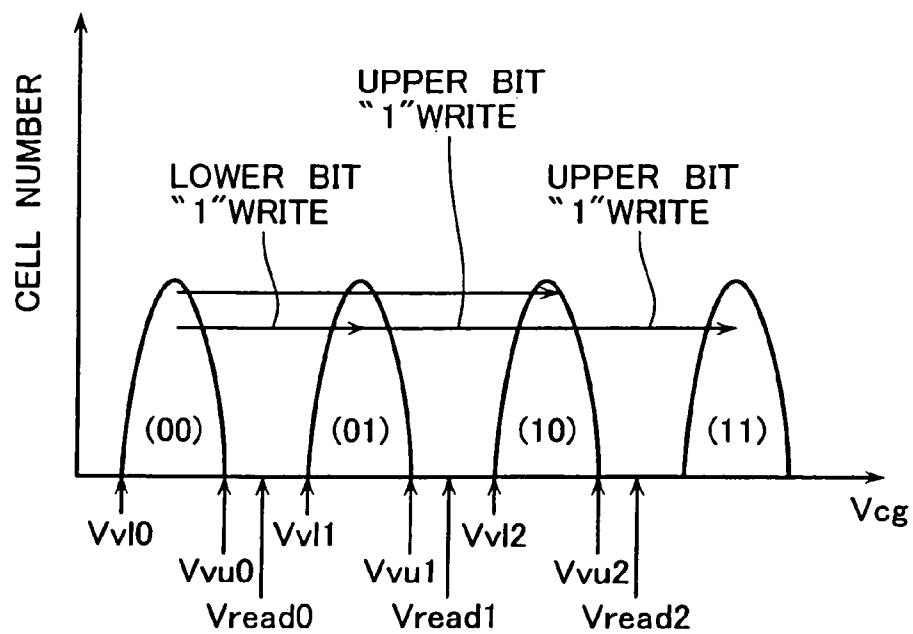 UPPER BIT
‶1″WRITE
LOWER BIT
‶1″WRITE
UPPER BIT
‶1″WRITE
CELL NUMBER
(00)
(01)
(10)
(11)
Vcg
Vvl0
Vvl1
Vvl2
Vvu0
Vvu1
Vvu2
Vread0
Vread1
Vread2